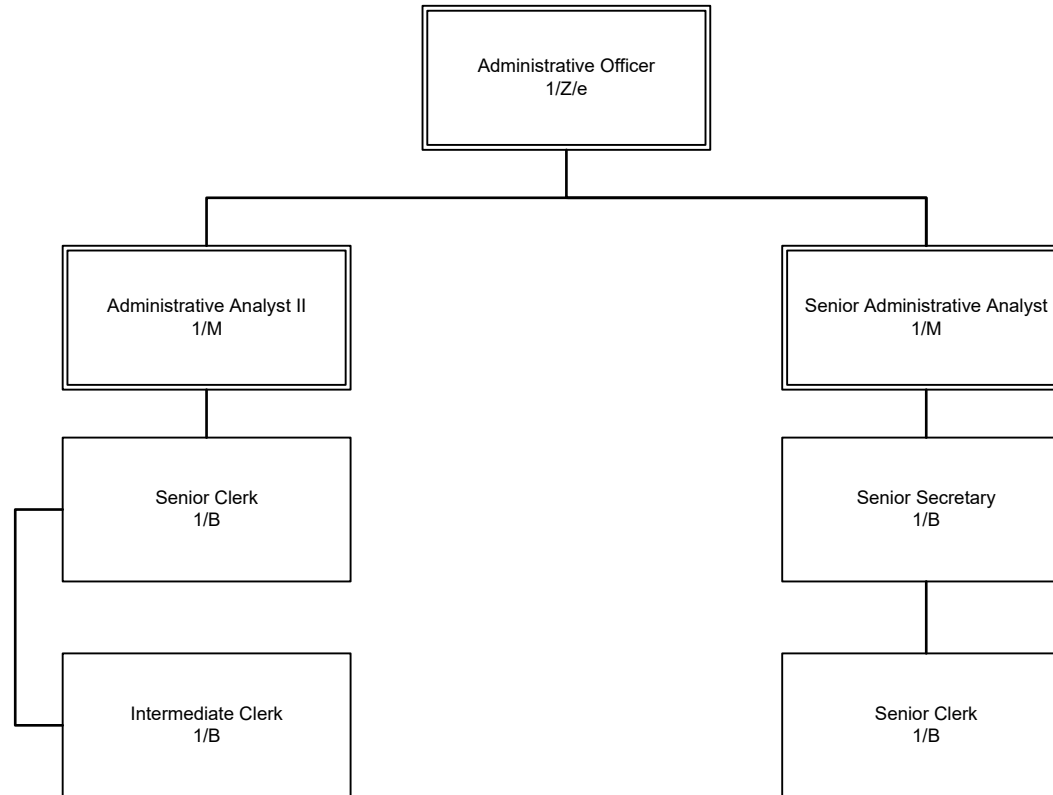 Administrative Officer
1/Z/e
Administrative Analyst II
1/M
Senior Administrative Analyst
1/M
Senior Clerk
1/B
Senior Secretary
1/B
Intermediate Clerk
1/B
Senior Clerk
1/B